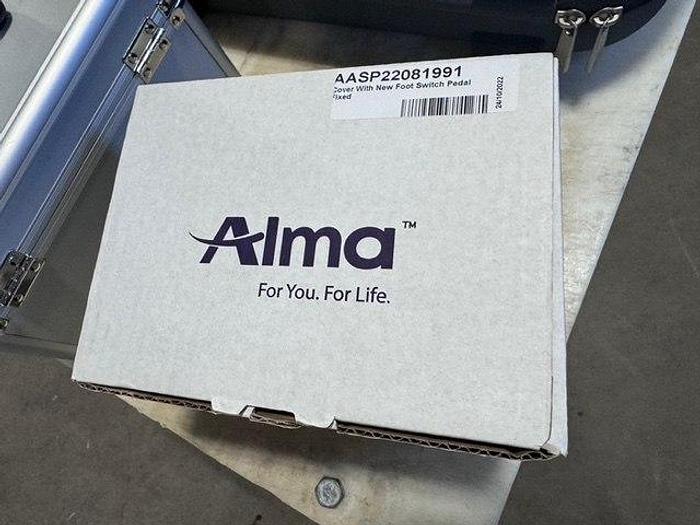 AASP22081991
Cover With New Foot Switch Pedal
Fixed
24/10/2022
Alma™
For You. For Life.